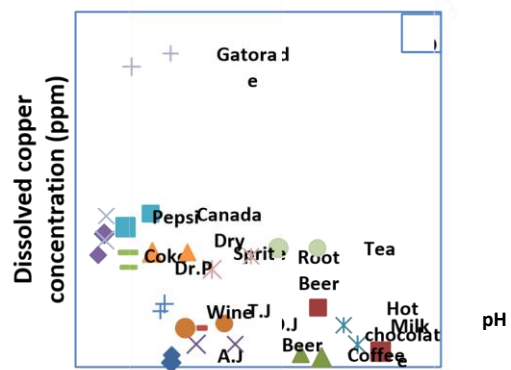 Dissolved copper
concentration (ppm)
Gatorad
e
Pepsi
Canada
Dry
Coke
Dr.P
Sprite
Root
Beer
Tea
Wine
T.J
A.J
Beer
Hot
Milk
chocolat
e
Coffee
pH